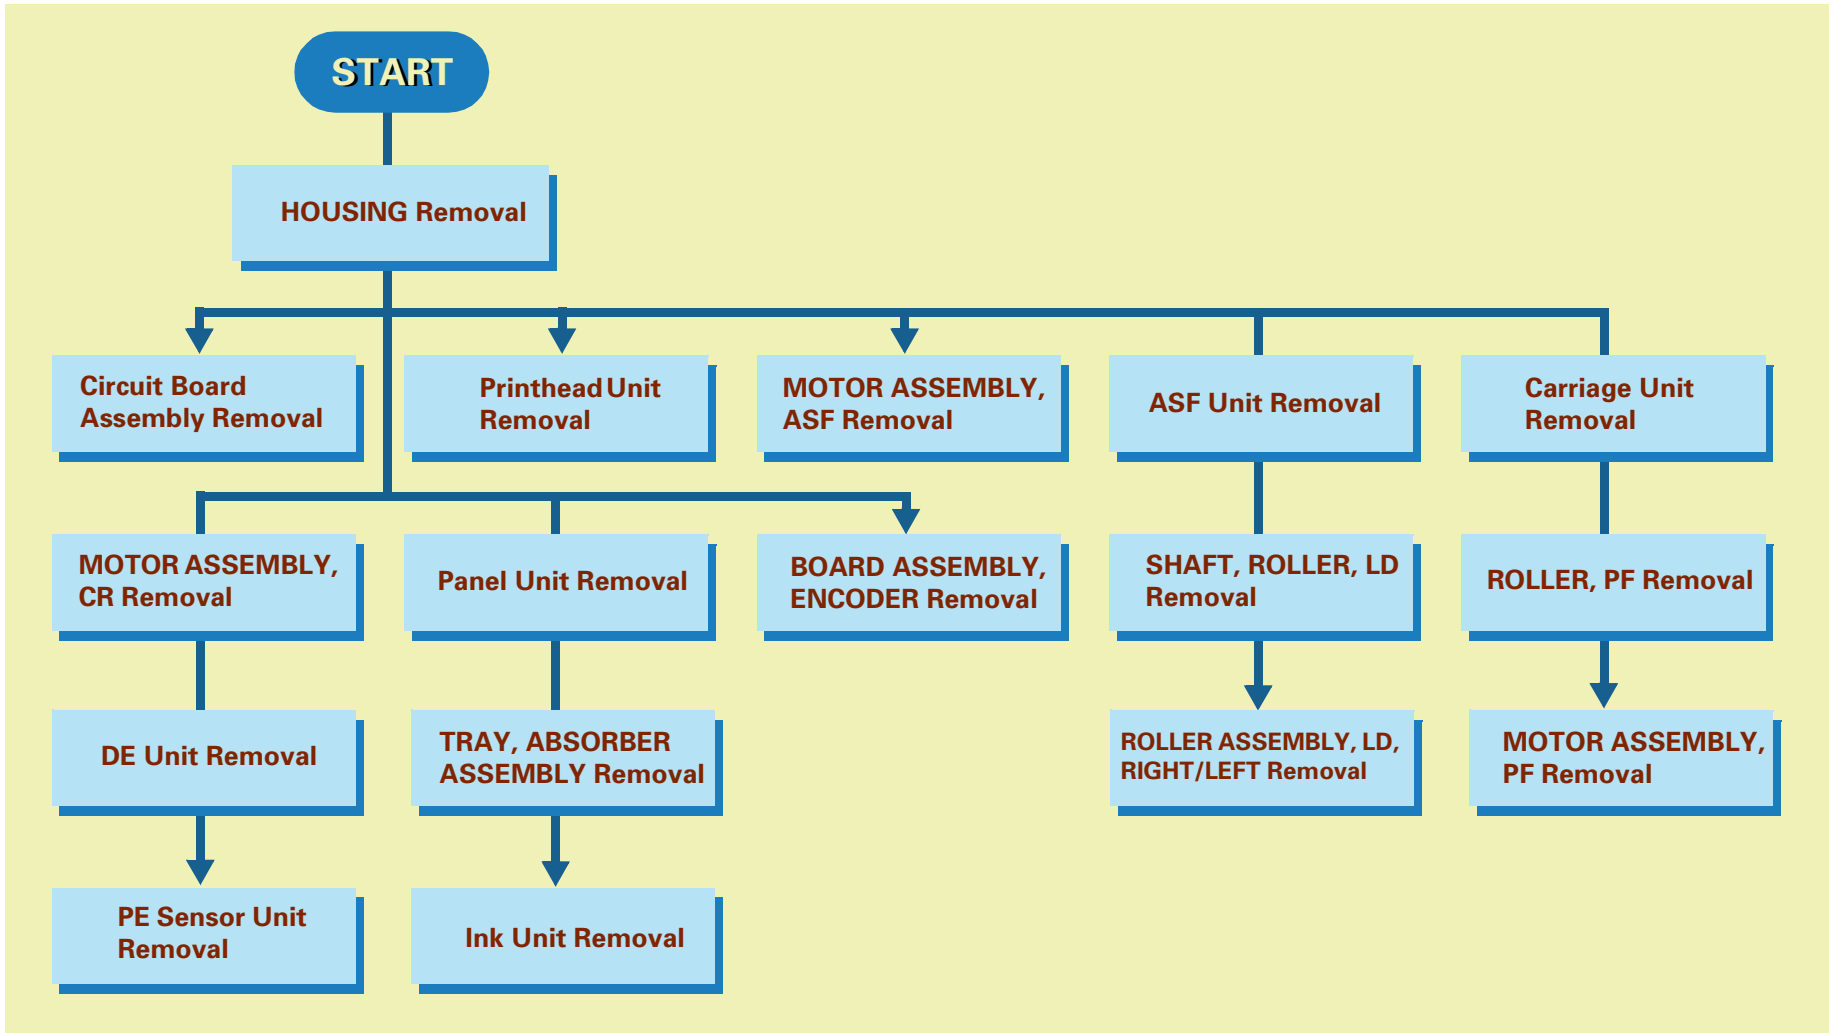 START
HOUSING Removal
Circuit Board
Assembly Removal
Printhead Unit
Removal
MOTOR ASSEMBLY,
ASF Removal
ASF Unit Removal
Carriage Unit
Removal
MOTOR ASSEMBLY,
CR Removal
Panel Unit Removal
BOARD ASSEMBLY,
ENCODER Removal
SHAFT, ROLLER, LD
Removal
ROLLER, PF Removal
DE Unit Removal
TRAY, ABSORBER
ASSEMBLY Removal
ROLLER ASSEMBLY, LD,
RIGHT/LEFT Removal
MOTOR ASSEMBLY,
PF Removal
PE Sensor Unit
Removal
Ink Unit Removal